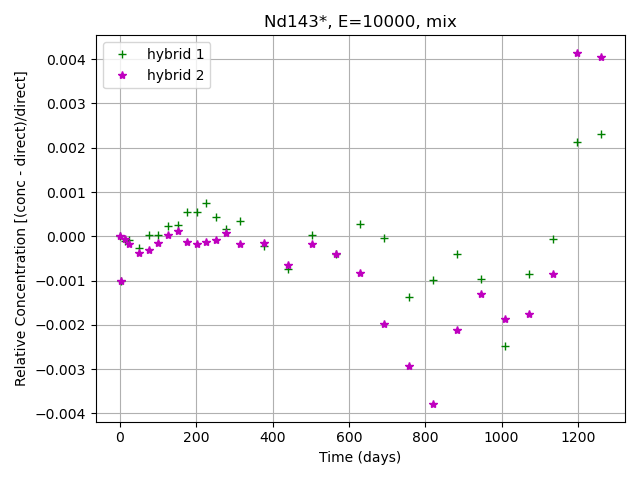 Nd143*, E=10000, mix
hybrid 1
hybrid 2
0.004
0.003
0.002
0.001
0.000
−0.001
−0.002
−0.003
−0.004
Relative Concentration [(conc - direct)/direct]
0 200 400 600 800 1000 1200
Time (days)